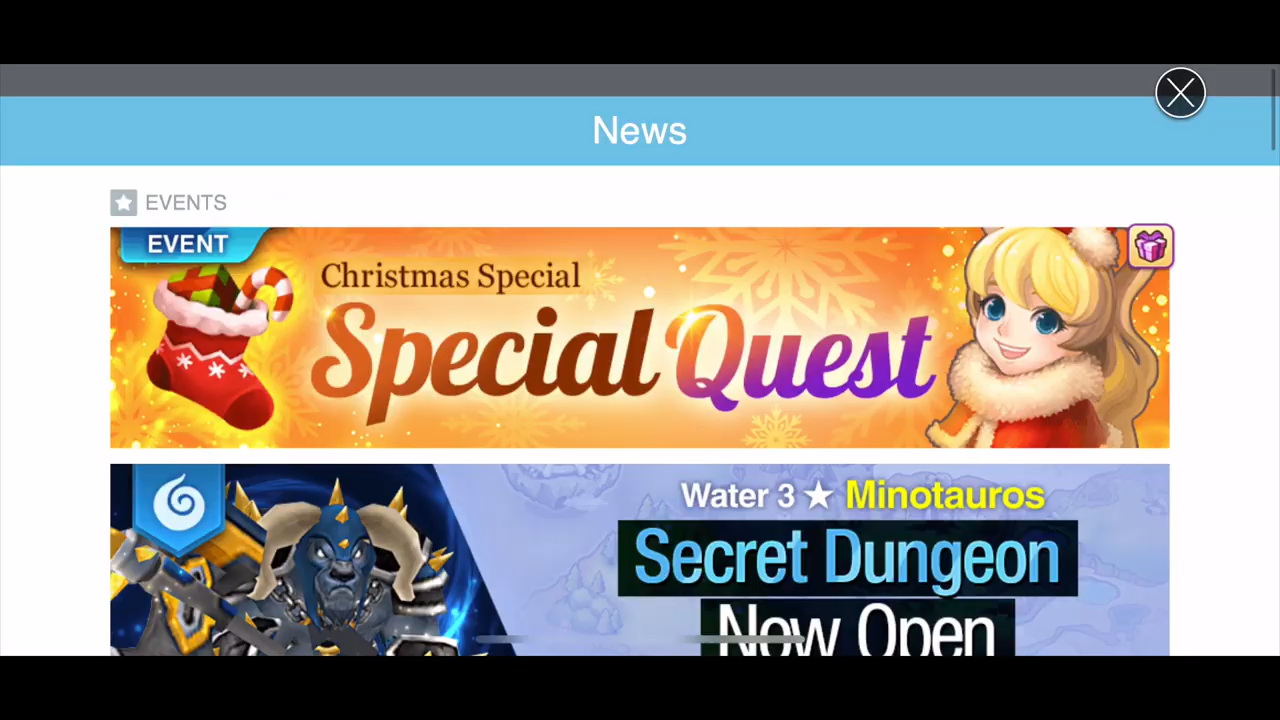 News
EVENTS
EVENT
Christmas Special
Special Quest
Water 3 ★ Minotauros
Secret Dungeon
Now Open